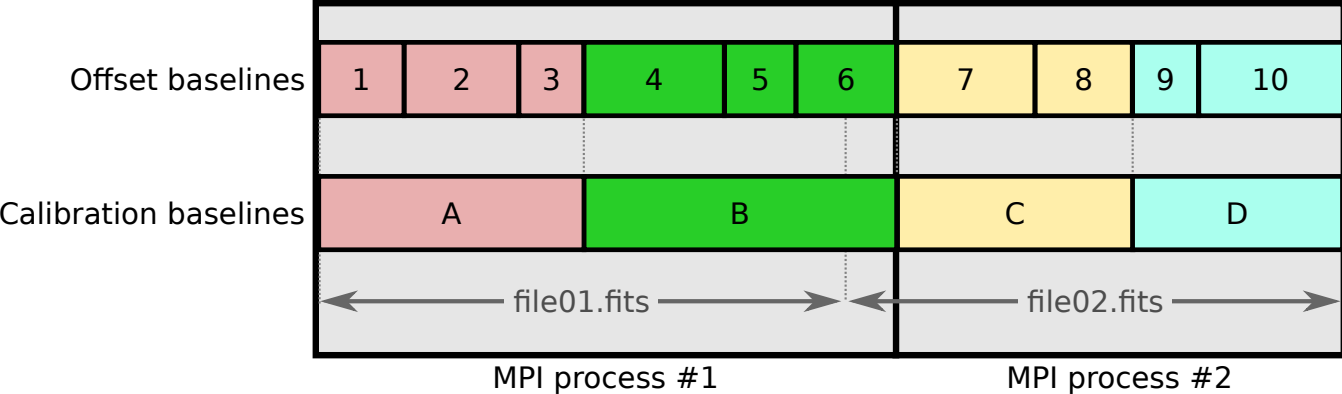 Offset baselines 1 2 3 4 5 6 7 8 9 10
Calibration baselines A B C D
file01.fits file02.fits
MPI process #1 MPI process #2